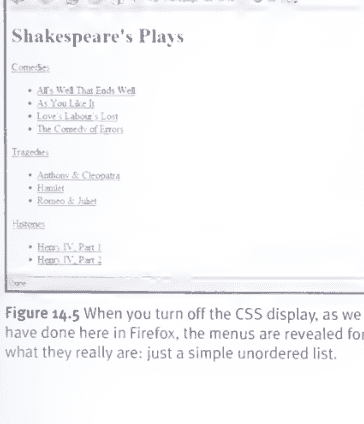 Shakespeare's Plays
Comedies
All's Well That Ends Well
As You Like It
Love's Labour's Lost
The Comedy of Errors
Tragedies
Anthony & Cleopatra
Hamlet
Romeo & Juliet
Histories
Henry IV, Part 1
Henry IV, Part 2
Done
Figure 14.5 When you turn off the CSS display, as we
have done here in Firefox, the menus are revealed for
what they really are: just a simple unordered list.